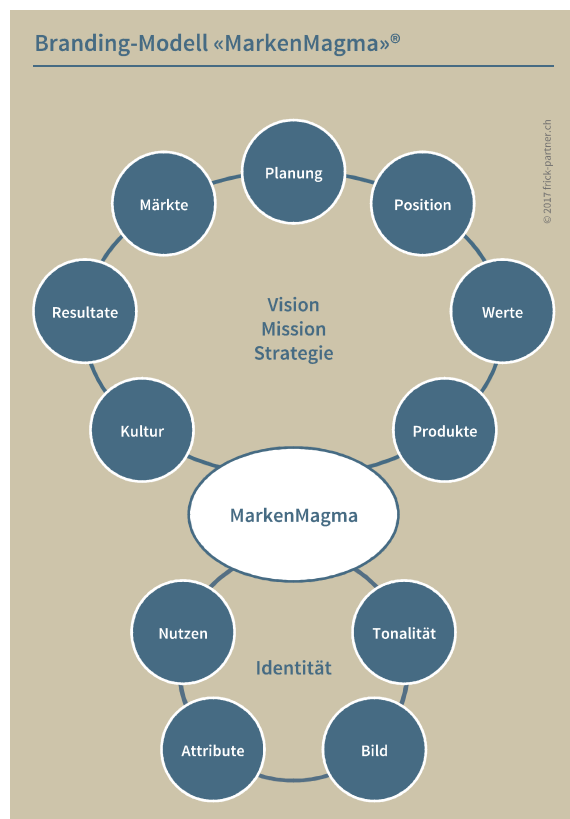 Branding-Modell «MarkenMagma»®
© 2017 frick-partner.ch
Planung
Märkte
Position
Resultate
Werte
Vision
Mission
Strategie
Kultur
Produkte
MarkenMagma
Nutzen
Tonalität
Identität
Attribute
Bild